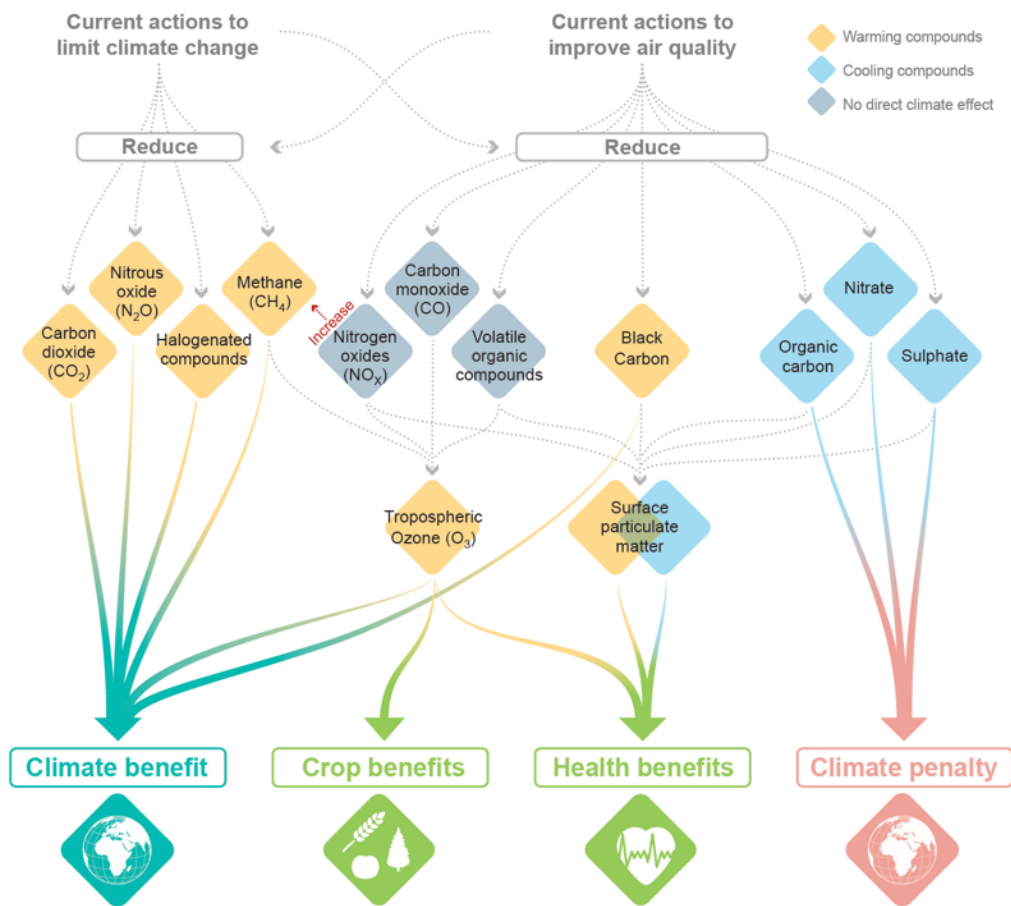 Current actions to
limit climate change
Current actions to
improve air quality
Warming compounds
Cooling compounds
No direct climate effect
Reduce
Reduce
Nitrous
oxide
(N₂O)
Methane
(CH₄)
Carbon
monoxide
(CO)
Nitrate
Increase
Carbon
dioxide
(CO₂)
Halogenated
compounds
Nitrogen
oxides
(NOₓ)
Volatile
organic
compounds
Black
Carbon
Organic
carbon
Sulphate
Tropospheric
Ozone (O₃)
Surface
particulate
matter
Climate benefit
Crop benefits
Health benefits
Climate penalty